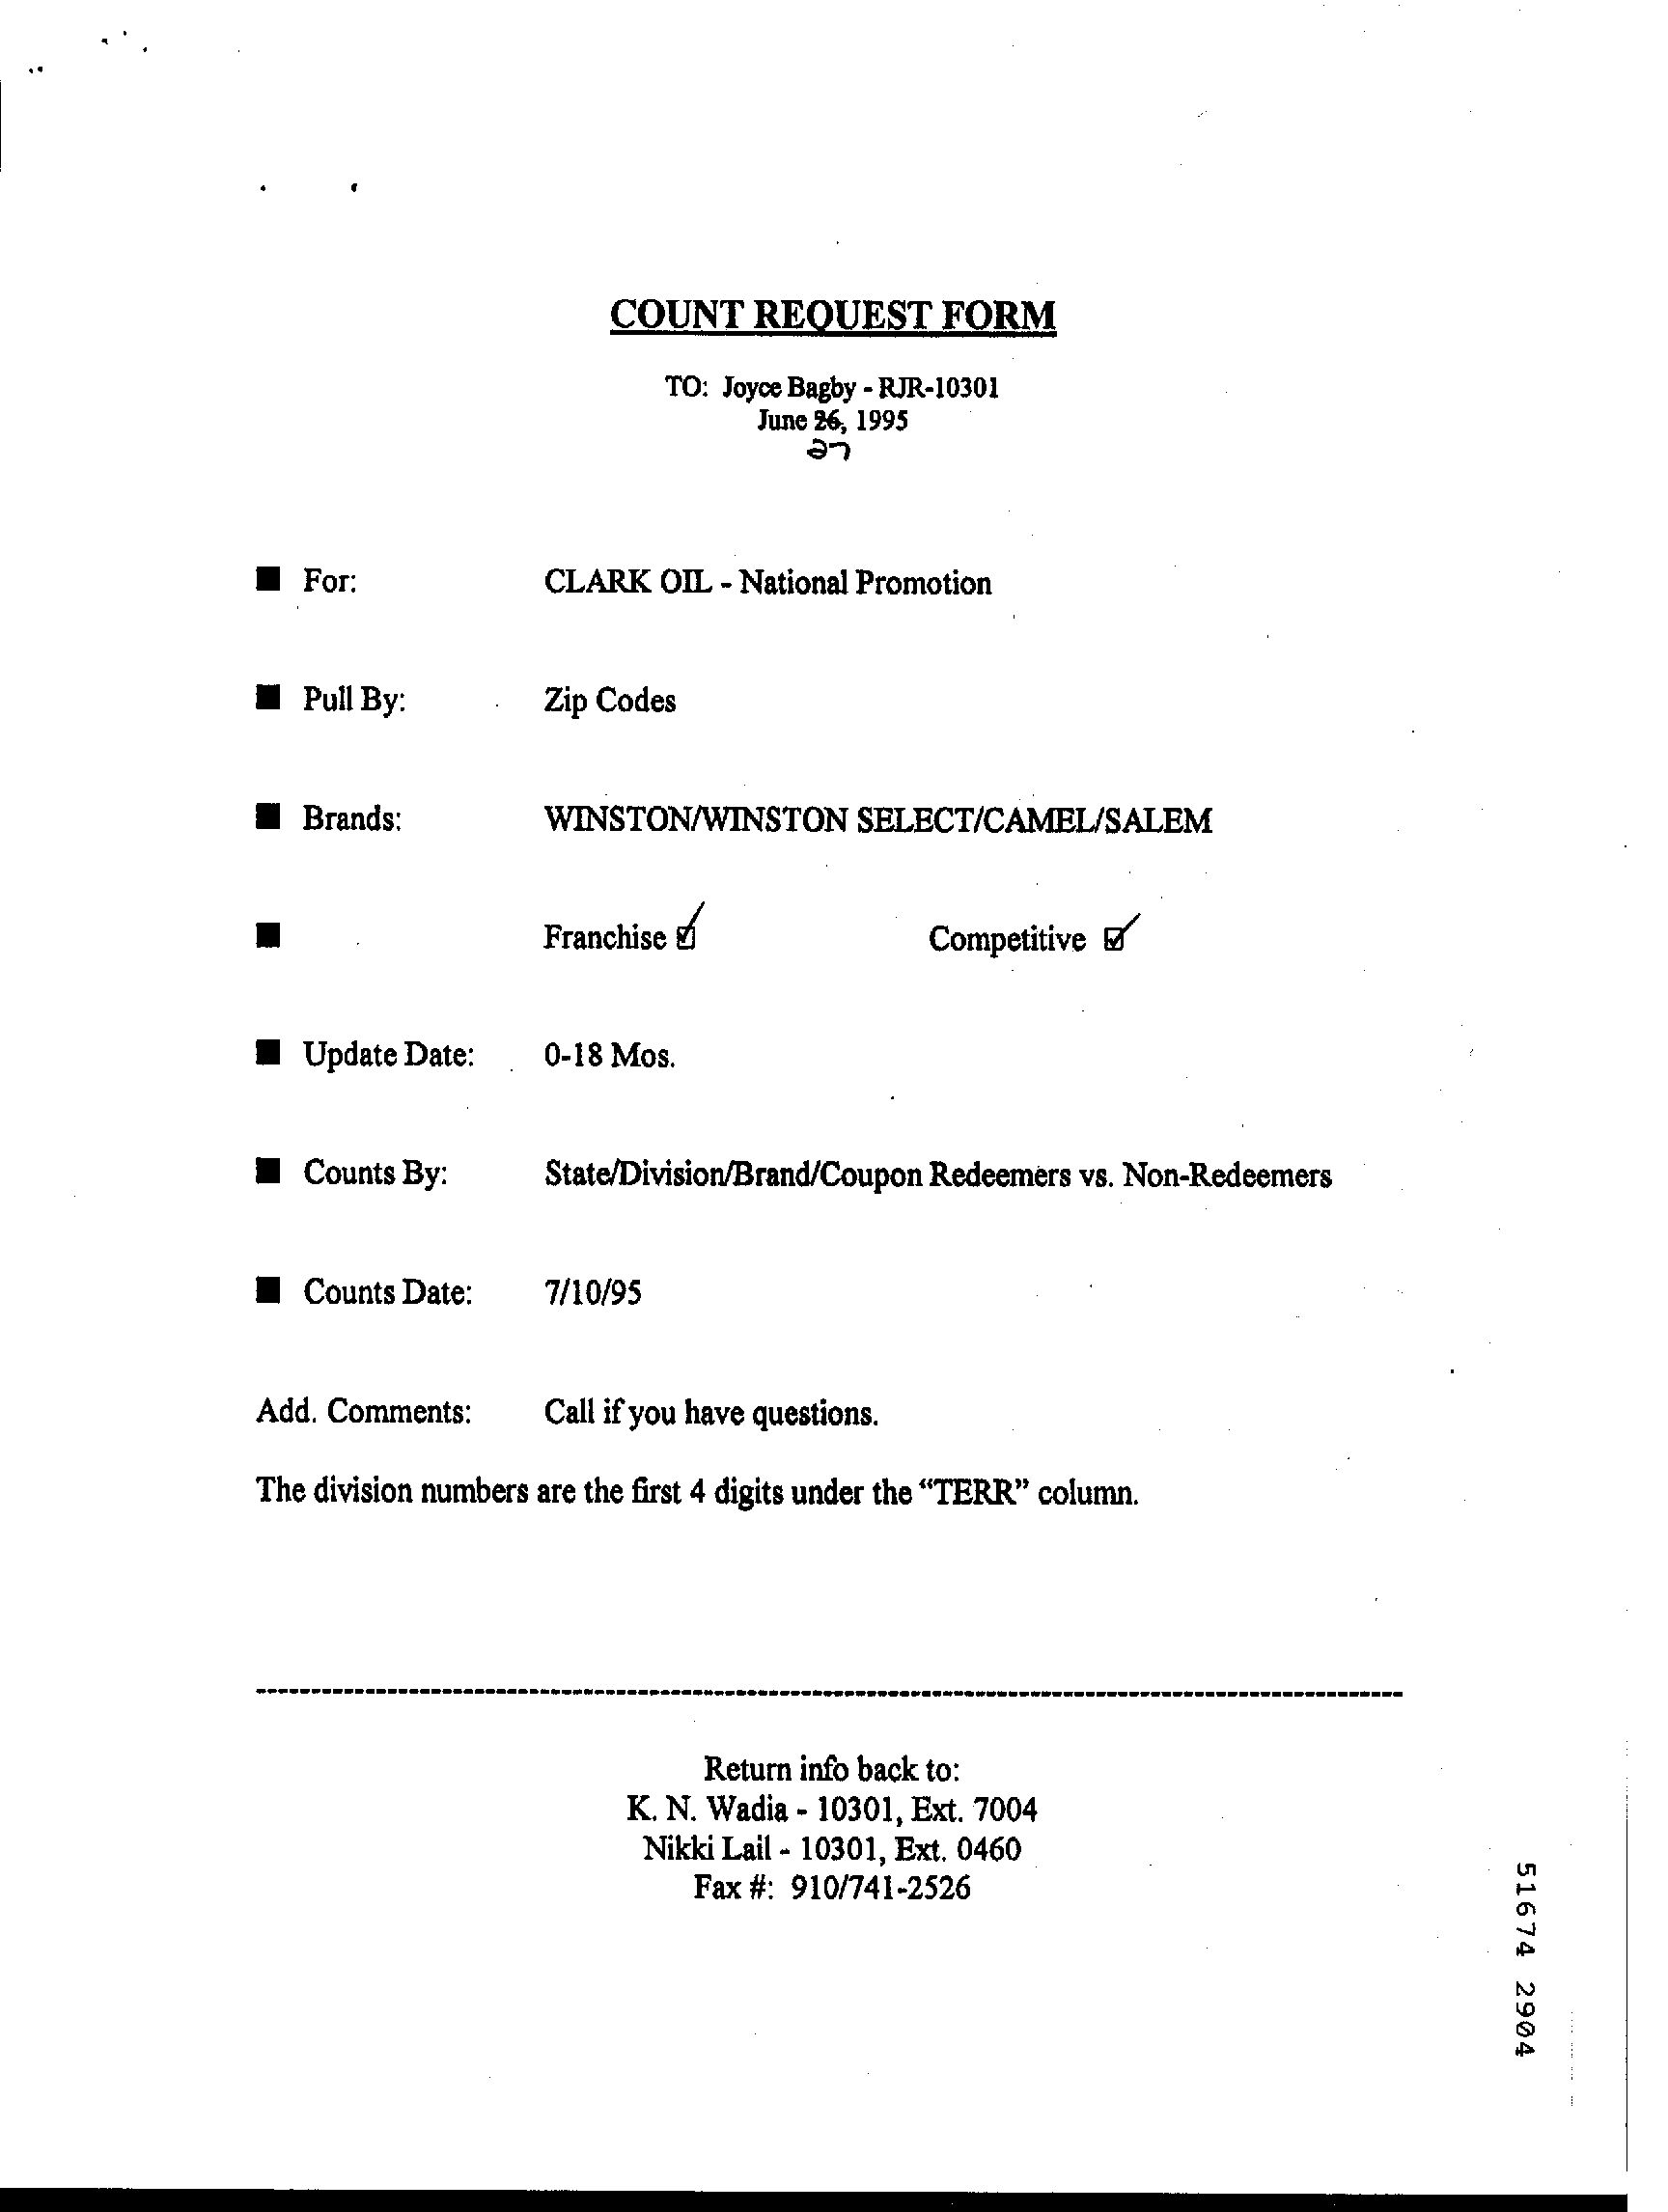 COUNT REQUEST FORM
TO: Joyce Bagby - RJR-10301
June 26, 1995
27
For: CLARK OIL - National Promotion
Pull By: Zip Codes
Brands: WINSTON/WINSTON SELECT/CAMEL/SALEM
Franchise ☑ Competitive ☑
Update Date: 0-18 Mos.
Counts By: State/Division/Brand/Coupon Redeemers vs. Non-Redeemers
Counts Date: 7/10/95
Add. Comments: Call if you have questions.
The division numbers are the first 4 digits under the “TERR” column.
Return info back to:
K. N. Wadia - 10301, Ext. 7004
Nikki Lail - 10301, Ext. 0460
Fax #: 910/741-2526
51674 2904